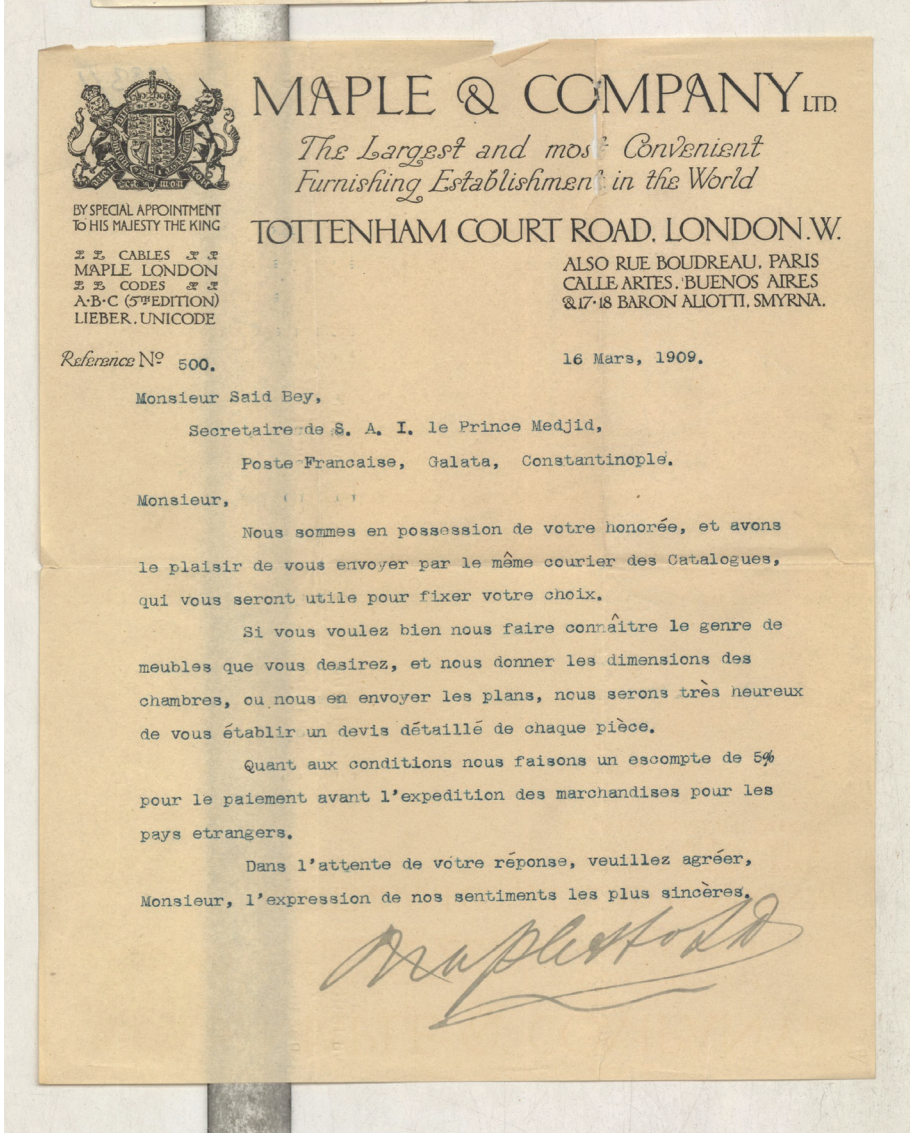 MAPLE & COMPANY LTD.
The Largest and most Convenient
Furnishing Establishment in the World
TOTTENHAM COURT ROAD. LONDON.W.
ALSO RUE BOUDREAU, PARIS
CALLE ARTES. BUENOS AIRES
& 17·18 BARON ALIOTTI, SMYRNA.
BY SPECIAL APPOINTMENT
TO HIS MAJESTY THE KING
CABLES
MAPLE LONDON
CODES
A·B·C (5TH EDITION)
LIEBER. UNICODE
Reference No 500.
16 Mars, 1909.
Monsieur Said Bey,
Secretaire de S. A. I. le Prince Medjid,
Poste Francaise, Galata, Constantinople.
Monsieur,
Nous sommes en possession de votre honorée, et avons
le plaisir de vous envoyer par le même courier des Catalogues,
qui vous seront utile pour fixer votre choix.
Si vous voulez bien nous faire connaître le genre de
meubles que vous desirez, et nous donner les dimensions des
chambres, ou nous en envoyer les plans, nous serons très heureux
de vous établir un devis détaillé de chaque pièce.
Quant aux conditions nous faisons un escompte de 5%
pour le paiement avant l'expedition des marchandises pour les
pays etrangers.
Dans l'attente de votre réponse, veuillez agréer,
Monsieur, l'expression de nos sentiments les plus sincères.
Maple & Co Ld